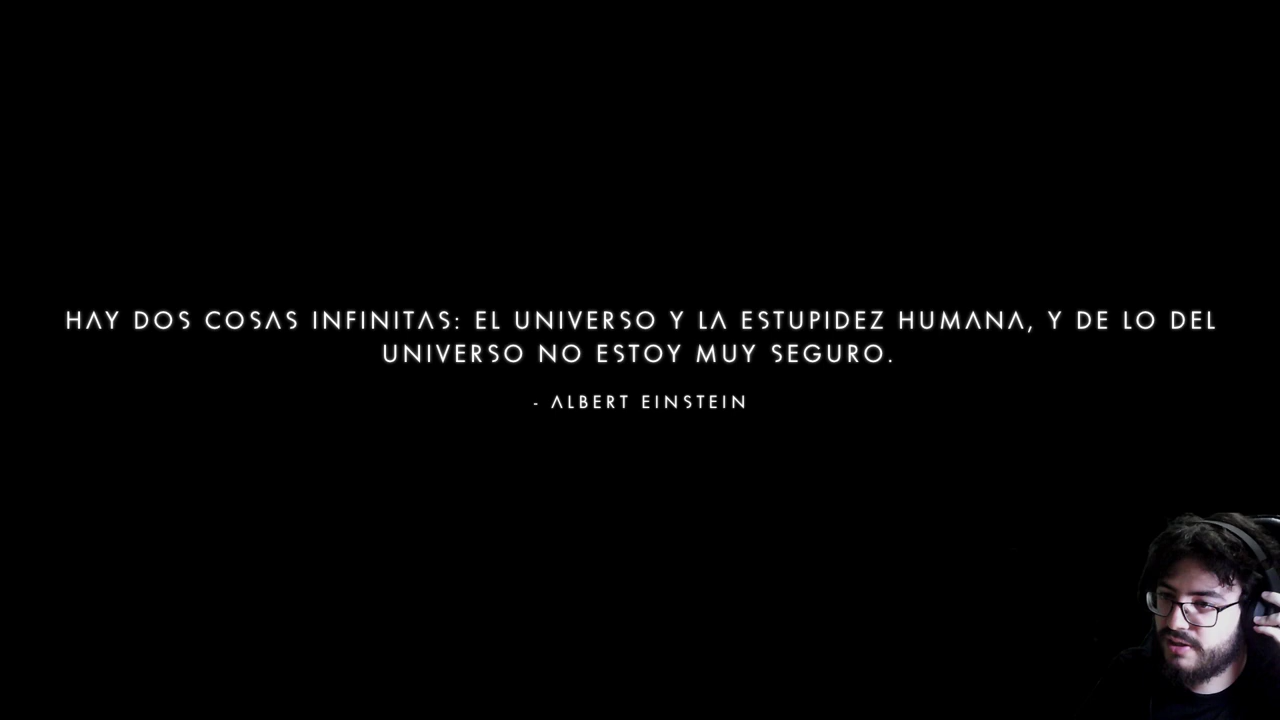 HAY DOS COSAS INFINITAS: EL UNIVERSO Y LA ESTUPIDEZ HUMANA, Y DE LO DEL
UNIVERSO NO ESTOY MUY SEGURO.
- ALBERT EINSTEIN